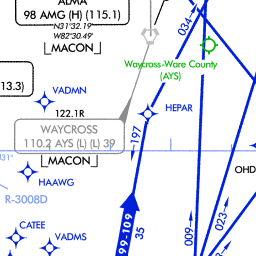 ALMA
98 AMG (H) (115.1)
N31°32.19
W82°30.49
[MACON]
034
Waycross-Ware County
(AYS)
13.3)
VADMN
122.1R
HEPAR
WAYCROSS
110.2 AYS (L) (L) 39
197
N31°
[MACON]
HAAWG
OHD
R-3008D
99-109
35
009
023
CATEE
VADMS